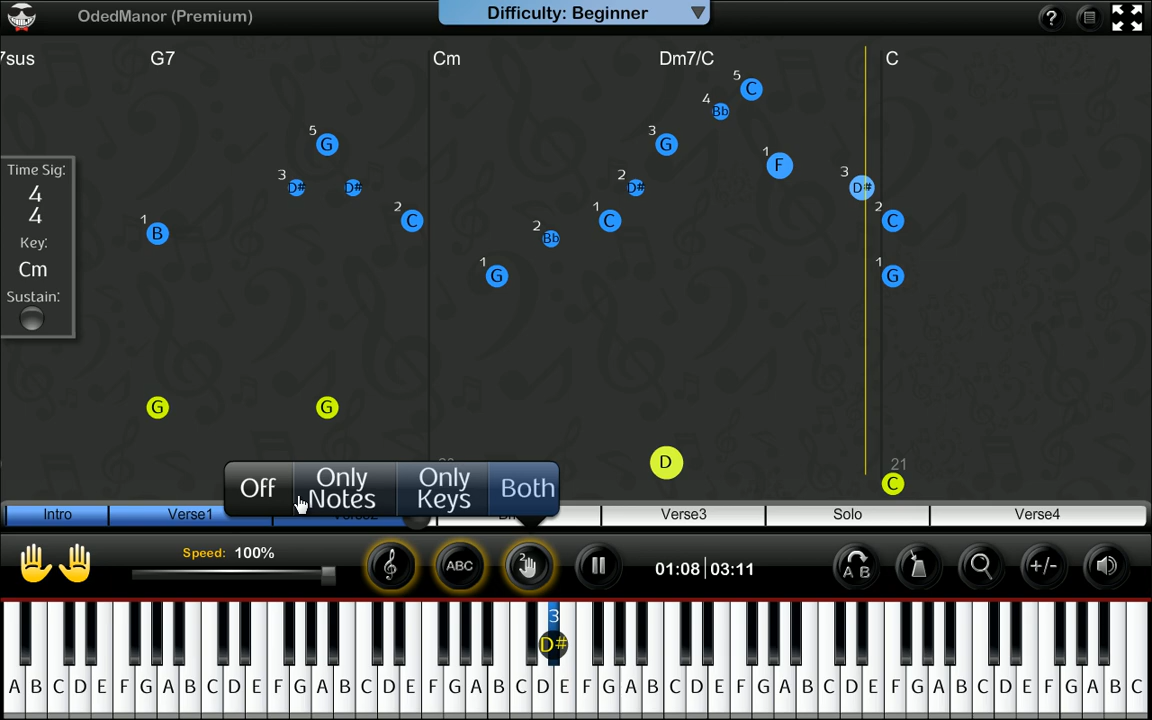 OdedManor (Premium)
Difficulty: Beginner
?
7sus G7 Cm Dm7/C C
5 C
4 Bb
5 G 3 G
1 F
3 D# D# 2 D# 3 D#
2 C 1 C 2 C
1 B 2 Bb
1 G 1 G
Time Sig:
4
4
Key:
Cm
Sustain:
G G
D
21
C
Off Only Notes Only Keys Both
Intro Verse1 Verse3 Solo Verse4
Speed: 100%
ABC 2 01:08 03:11 A B +/-
3
D#
A B C D E F G A B C D E F G A B C D E F G A B C D E F G A B C D E F G A B C D E F G A B C D E F G A B C